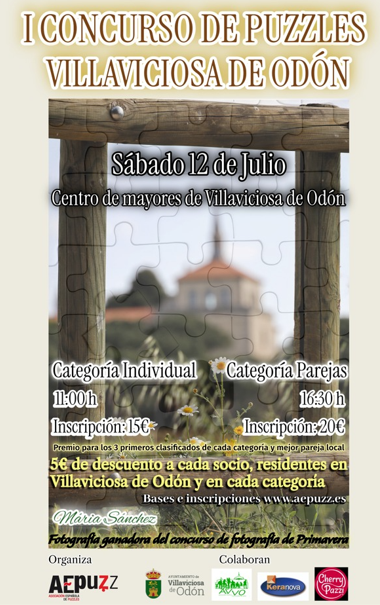 I CONCURSO DE PUZZLES
VILLAVICIOSA DE ODÓN
Sábado 12 de Julio
Centro de mayores de Villaviciosa de Odón
Categoría Individual
11:00 h
Inscripción: 15€
Categoría Parejas
16:30 h
Inscripción: 20€
Premio para los 3 primeros clasificados de cada categoría y mejor pareja local
5€ de descuento a cada socio, residentes en
Villaviciosa de Odón y en cada categoría
Bases e inscripciones www.aepuzz.es
María Sánchez
Fotografía ganadora del concurso de fotografía de Primavera
Organiza
AEPUZZ
ASOCIACIÓN ESPAÑOLA
DE PUZZLES
Colaboran
AYUNTAMIENTO DE
Villaviciosa
de Odón
Keranova
Cherry
Pazzi